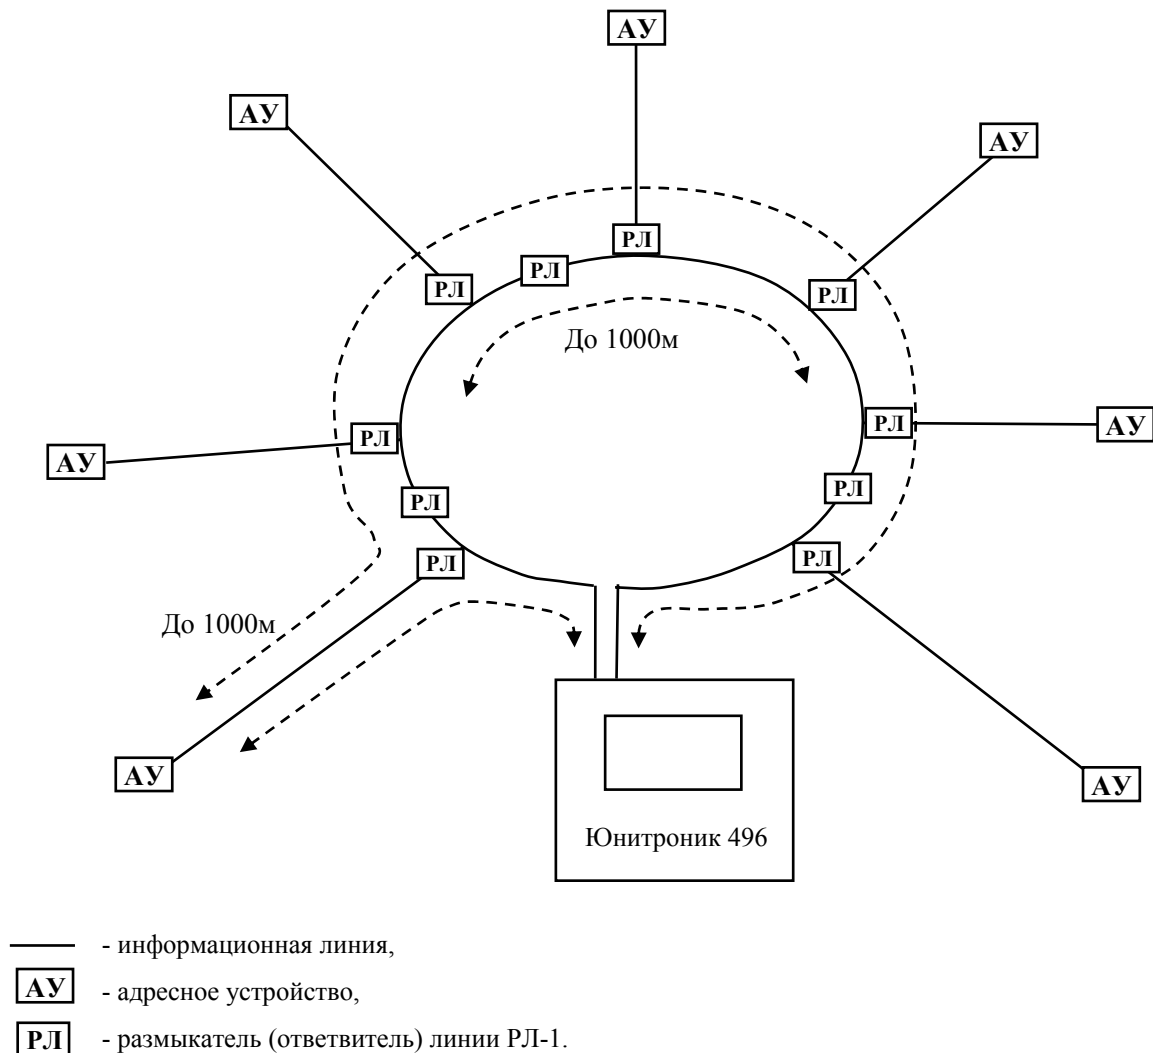 АУ
АУ
АУ
РЛ
РЛ
РЛ
РЛ
До 1000м
РЛ
АУ
РЛ
АУ
РЛ
РЛ
РЛ
РЛ
До 1000м
АУ
АУ
Юнитроник 496
- информационная линия,
АУ - адресное устройство,
РЛ - размыкатель (ответвитель) линии РЛ-1.